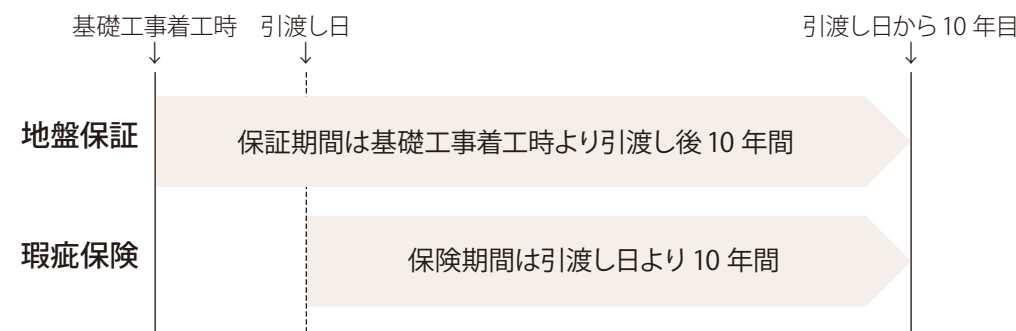 基礎工事着工時 引渡し日 引渡し日から10年目
↓ ↓ ↓
地盤保証 保証期間は基礎工事着工時より引渡し後10年間
瑕疵保険 保険期間は引渡し日より10年間